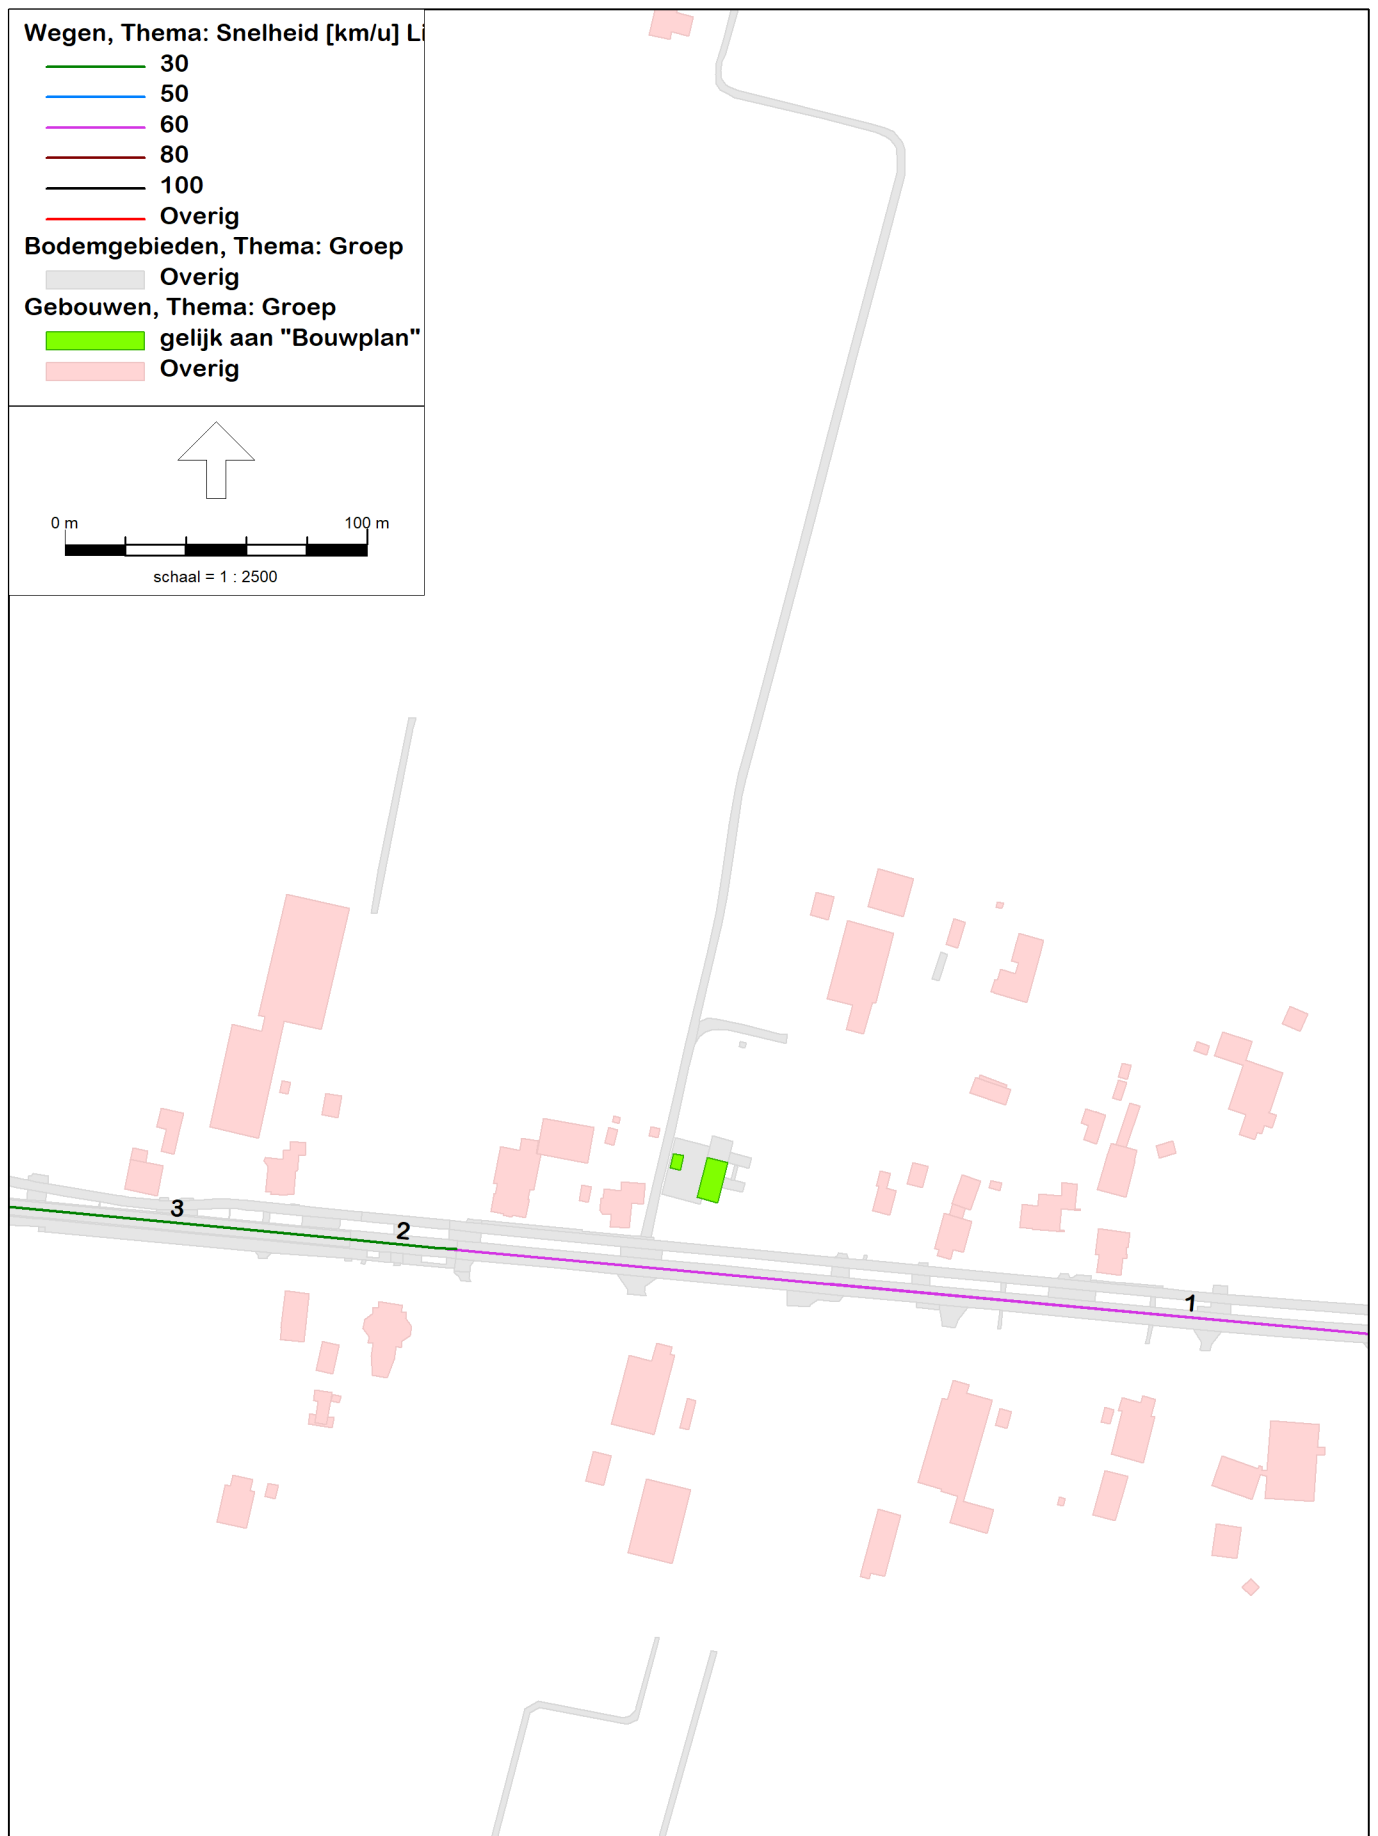 Wegen, Thema: Snelheid [km/u] Li
30
50
60
80
100
Overig
Bodemgebieden, Thema: Groep
Overig
Gebouwen, Thema: Groep
gelijk aan "Bouwplan"
Overig
0 m 100 m
schaal = 1 : 2500
3
2
1